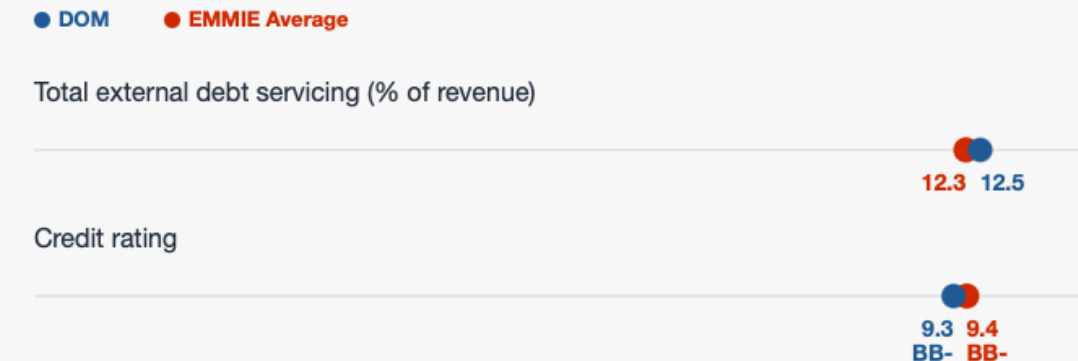 DOM EMMIE Average
Total external debt servicing (% of revenue)
12.3 12.5
Credit rating
9.3 9.4
BB- BB-